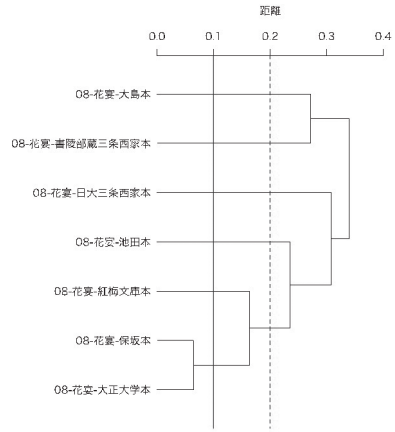 距離
0.0 0.1 0.2 0.3 0.4
08-花宴-大島本
08-花宴-書陵部蔵三条西家本
08-花宴-日大三条西家本
08-花宴-池田本
08-花宴-紅梅文庫本
08-花宴-保坂本
08-花宴-大正大学本